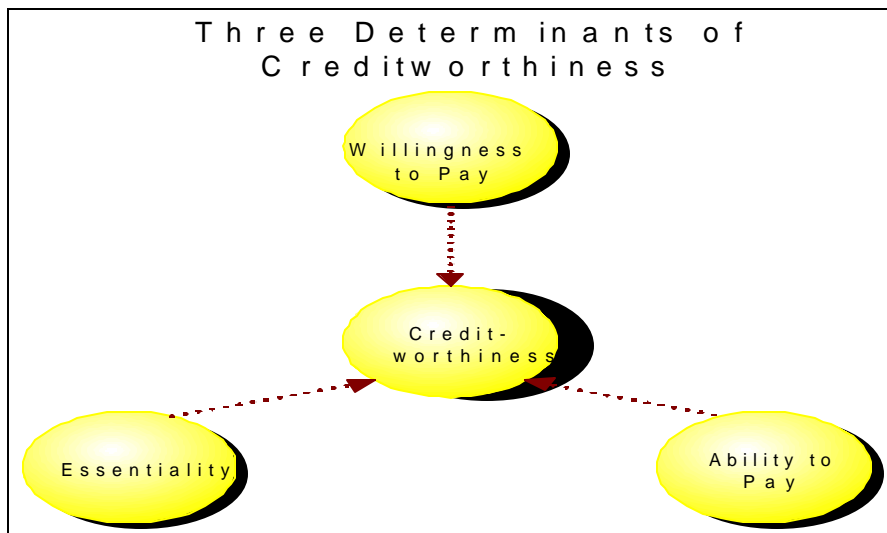 Three Determinants of
Creditworthiness
Willingness
to Pay
Credit-
worthiness
Essentiality
Ability to
Pay